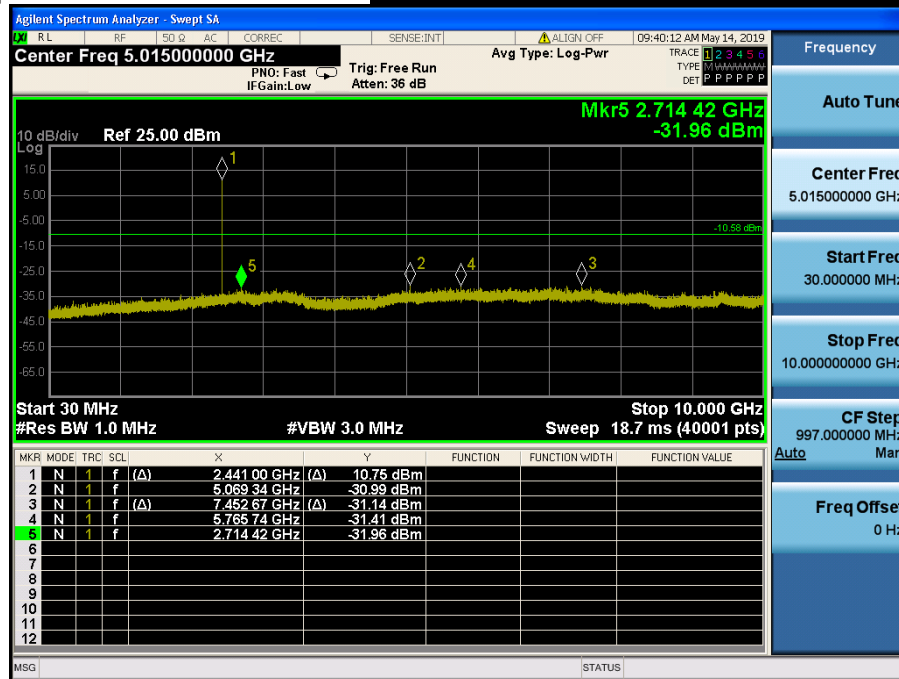 Agilent Spectrum Analyzer - Swept SA
LXI RL RF 50 Ω AC CORREC SENSE:INT ALIGN OFF 09:40:12 AM May 14, 2019
Center Freq 5.015000000 GHz Avg Type: Log-Pwr TRACE 1 2 3 4 5 6
PNO: Fast Trig: Free Run TYPE M WWWWW
IFGain:Low Atten: 36 dB DET P P P P P P
Mkr5 2.714 42 GHz
10 dB/div Ref 25.00 dBm -31.96 dBm
Log
15.0
5.00
-5.00
-15.0
-25.0
-35.0
-45.0
-55.0
-65.0
1
-10.58 dBm
5
2
4
3
Start 30 MHz Stop 10.000 GHz
#Res BW 1.0 MHz #VBW 3.0 MHz Sweep 18.7 ms (40001 pts)
MKR MODE TRC SCL X Y FUNCTION FUNCTION WIDTH FUNCTION VALUE
1 N 1 f (Δ) 2.441 00 GHz (Δ) 10.75 dBm
2 N 1 f 5.069 34 GHz -30.99 dBm
3 N 1 f (Δ) 7.452 67 GHz (Δ) -31.14 dBm
4 N 1 f 5.765 74 GHz -31.41 dBm
5 N 1 f 2.714 42 GHz -31.96 dBm
6
7
8
9
10
11
12
MSG STATUS
Frequency
Auto Tune
Center Freq
5.015000000 GHz
Start Freq
30.000000 MHz
Stop Freq
10.000000000 GHz
CF Step
997.000000 MHz
Auto Man
Freq Offset
0 Hz